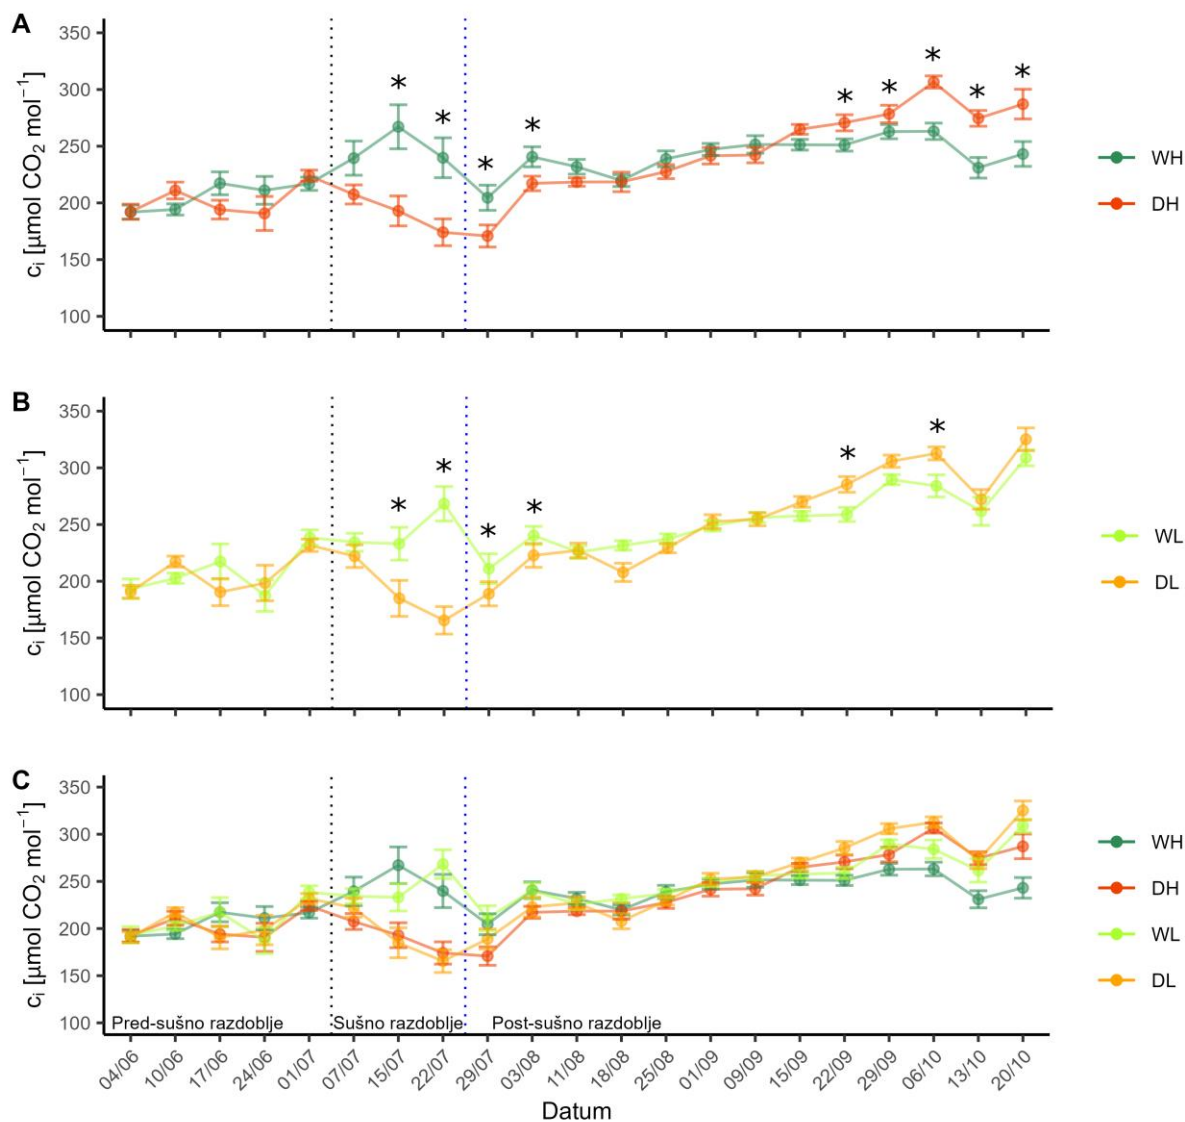 A
350
300
250
200
150
100
cᵢ [µmol CO₂ mol⁻¹]
* * * * * * * * *
WH
DH
B
350
300
250
200
150
100
cᵢ [µmol CO₂ mol⁻¹]
* * * * * *
WL
DL
C
350
300
250
200
150
100
cᵢ [µmol CO₂ mol⁻¹]
WH
DH
WL
DL
Pred-sušno razdoblje Sušno razdoblje Post-sušno razdoblje
04/06 10/06 17/06 24/06 01/07 07/07 15/07 22/07 29/07 03/08 11/08 18/08 25/08 01/09 09/09 15/09 22/09 29/09 06/10 13/10 20/10
Datum